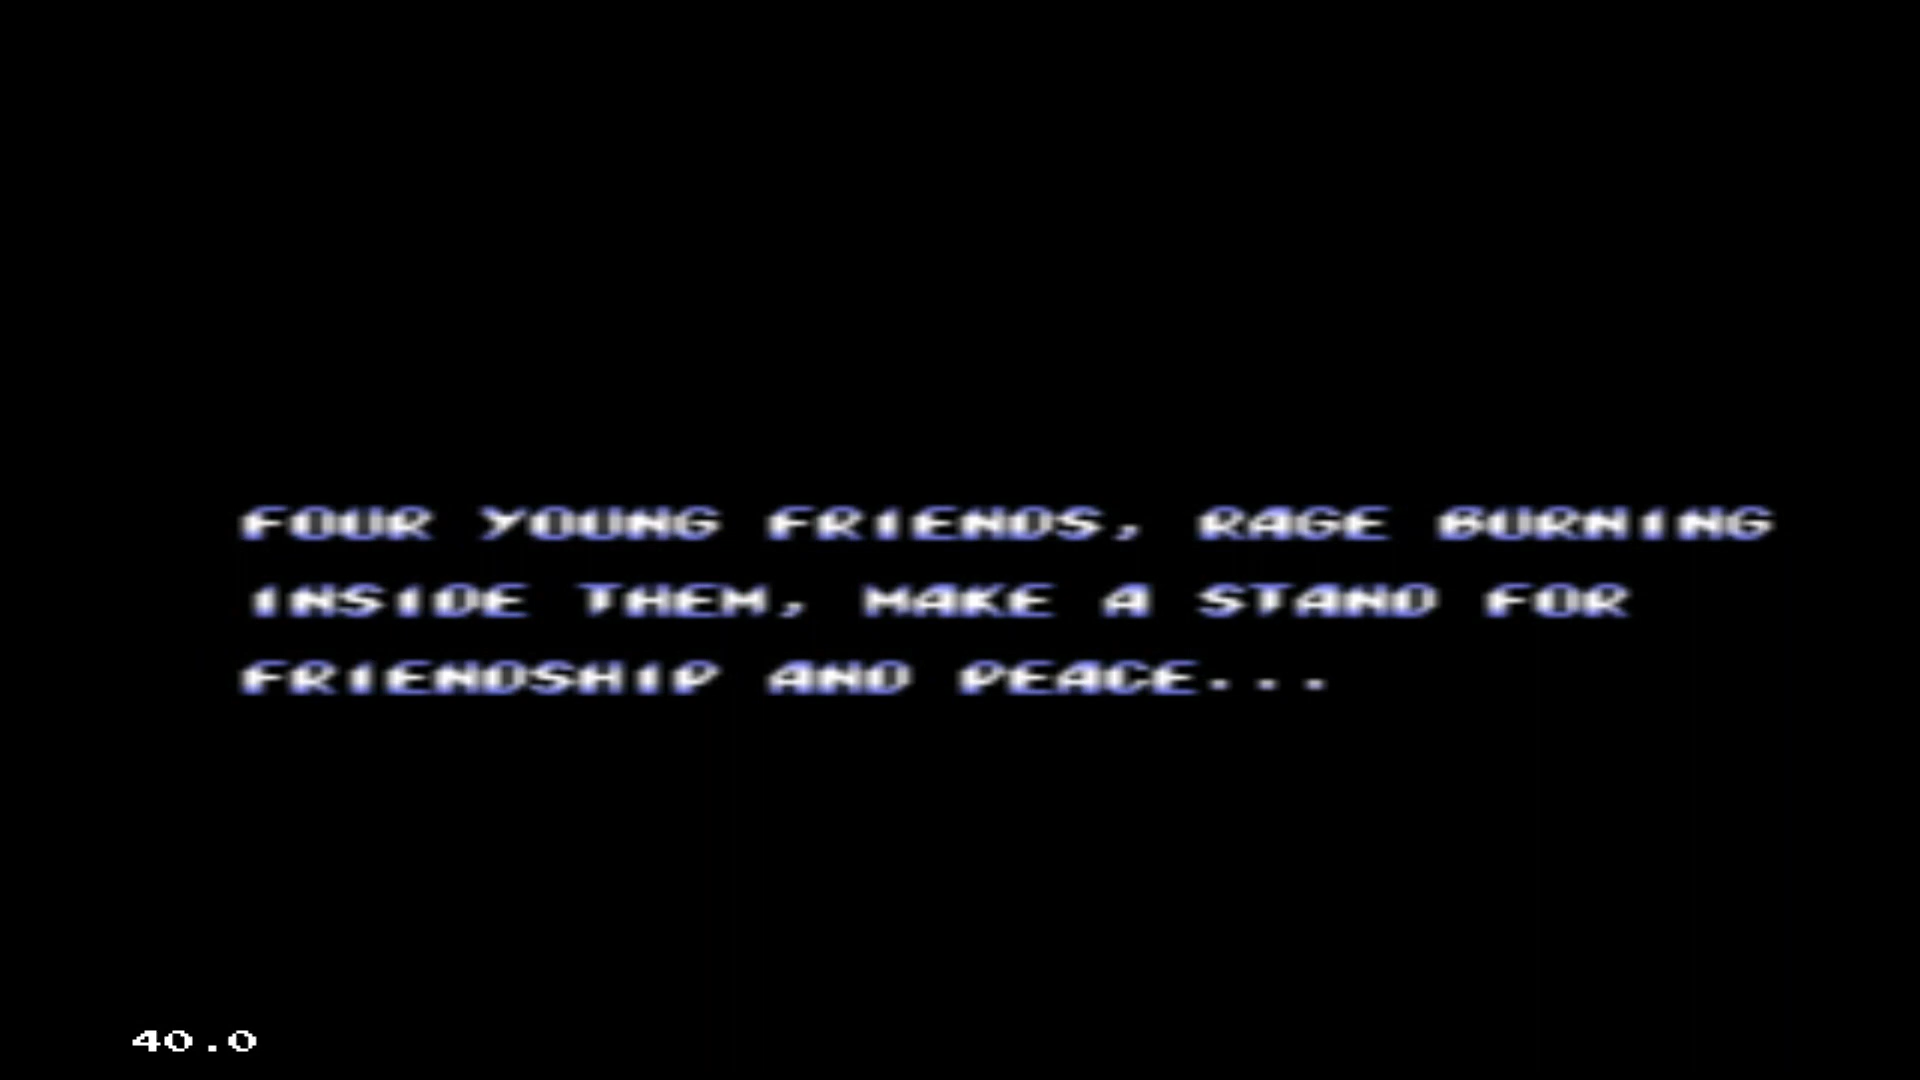 FOUR YOUNG FRIENDS, RAGE BURNING
INSIDE THEM, MAKE A STAND FOR
FRIENDSHIP AND PEACE...
40.0